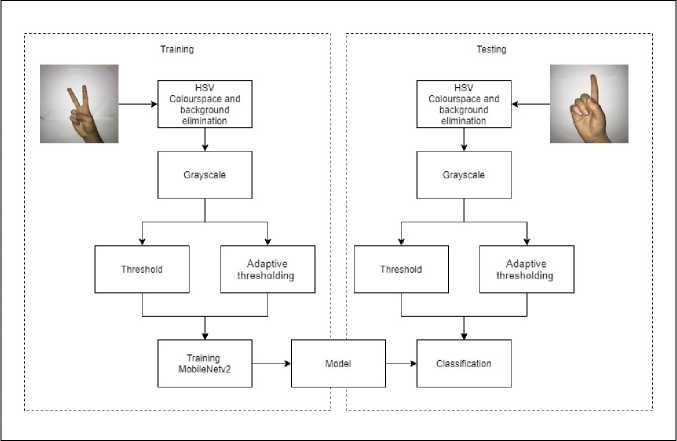 Training
HSV
Colourspace and
background
elimination
Grayscale
Threshold
Adaptive
thresholding
Training
MobileNetv2
Model
Testing
HSV
Colourspace and
background
elimination
Grayscale
Threshold
Adaptive
thresholding
Classification